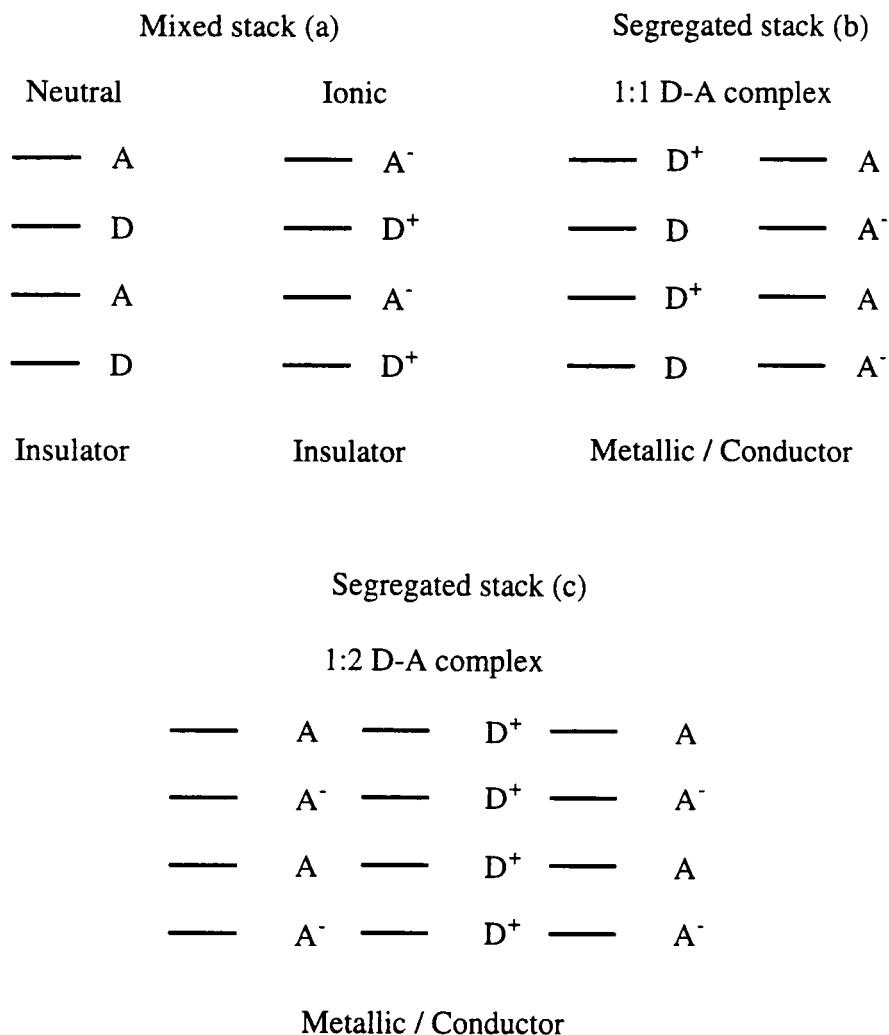 Mixed stack (a) Segregated stack (b)
Neutral Ionic 1:1 D-A complex
A A⁻ D⁺ A
D D⁺ D A⁻
A A⁻ D⁺ A
D D⁺ D A⁻
Insulator Insulator Metallic / Conductor
Segregated stack (c)
1:2 D-A complex
A D⁺ A
A⁻ D⁺ A⁻
A D⁺ A
A⁻ D⁺ A⁻
Metallic / Conductor